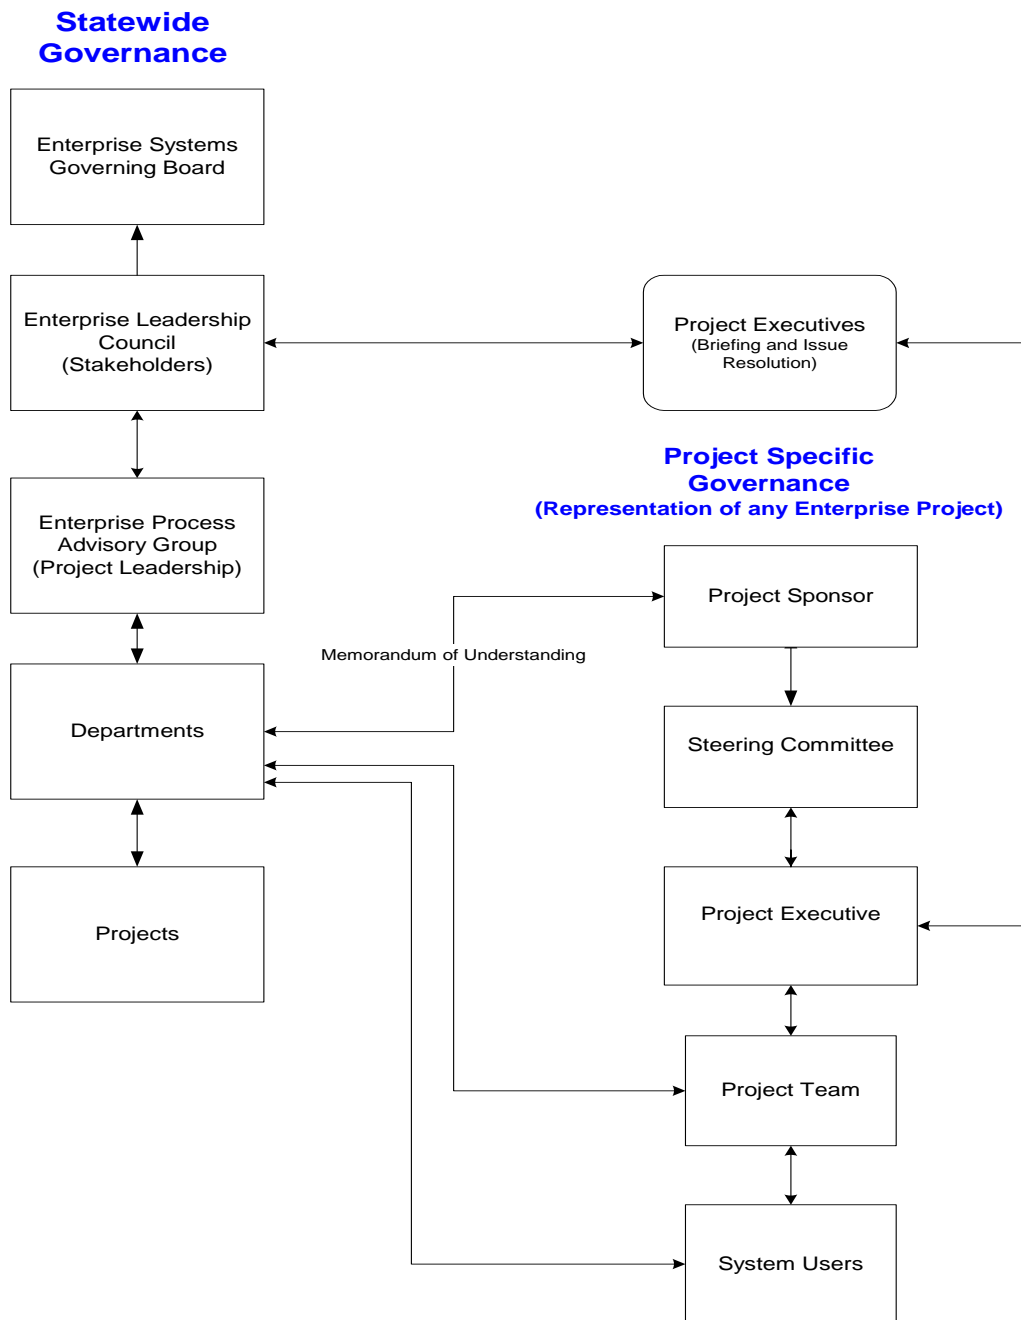 Statewide
Governance
Enterprise Systems
Governing Board
Enterprise Leadership
Council
(Stakeholders)
Project Executives
(Briefing and Issue
Resolution)
Project Specific
Governance
(Representation of any Enterprise Project)
Enterprise Process
Advisory Group
(Project Leadership)
Project Sponsor
Memorandum of Understanding
Departments
Steering Committee
Projects
Project Executive
Project Team
System Users